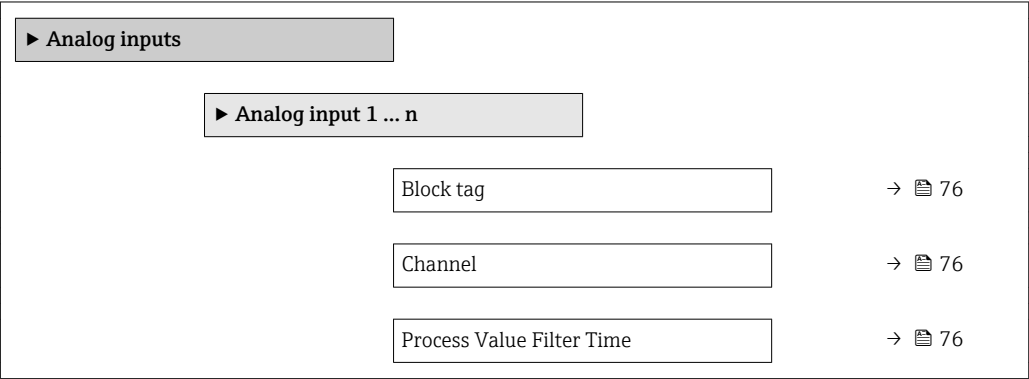 ▶ Analog inputs
▶ Analog input 1 ... n
Block tag → 76
Channel → 76
Process Value Filter Time → 76